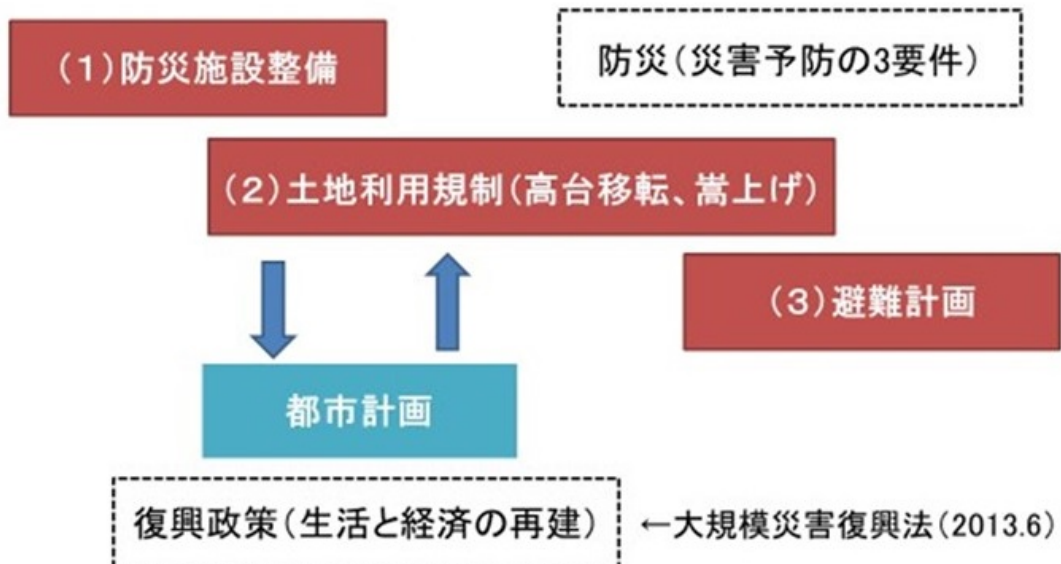 (1)防災施設整備
防災(災害予防の3要件)
(2)土地利用規制(高台移転、嵩上げ)
(3)避難計画
都市計画
復興政策(生活と経済の再建)
←大規模災害復興法(2013.6)